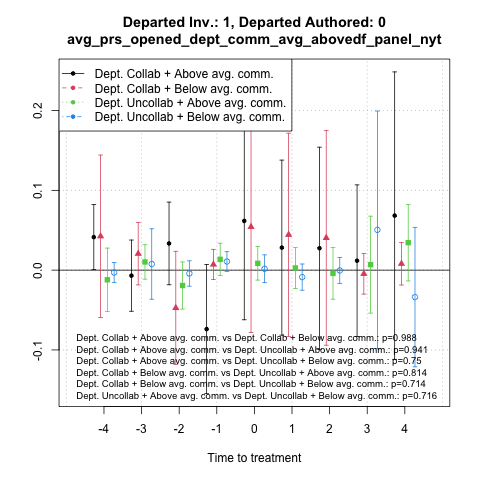 Departed Inv.: 1, Departed Authored: 0
avg_prs_opened_dept_comm_avg_abovedf_panel_nyt
Dept. Collab + Above avg. comm.
Dept. Collab + Below avg. comm.
Dept. Uncollab + Above avg. comm.
Dept. Uncollab + Below avg. comm.
0.2
0.1
0.0
-0.1
Dept. Collab + Above avg. comm. vs Dept. Collab + Below avg. comm.: p=0.988
Dept. Collab + Above avg. comm. vs Dept. Uncollab + Above avg. comm.: p=0.941
Dept. Collab + Above avg. comm. vs Dept. Uncollab + Below avg. comm.: p=0.75
Dept. Collab + Below avg. comm. vs Dept. Uncollab + Above avg. comm.: p=0.814
Dept. Collab + Below avg. comm. vs Dept. Uncollab + Below avg. comm.: p=0.714
Dept. Uncollab + Above avg. comm. vs Dept. Uncollab + Below avg. comm.: p=0.716
-4 -3 -2 -1 0 1 2 3 4
Time to treatment